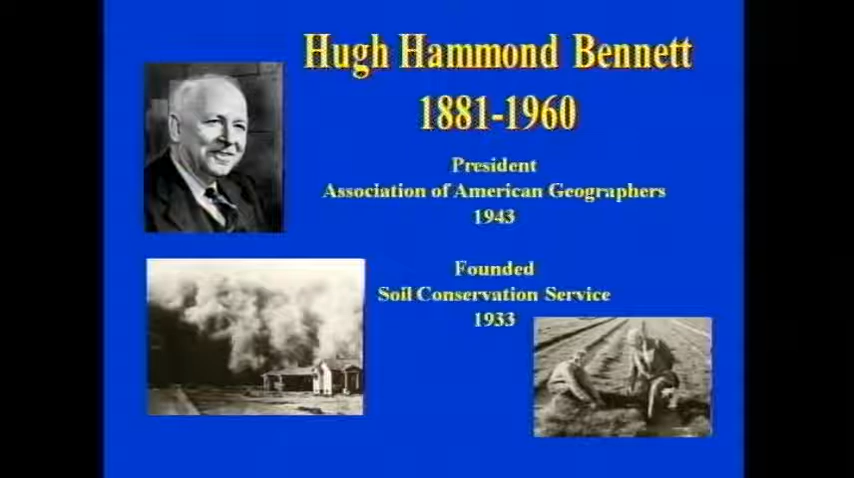 Hugh Hammond Bennett
1881-1960
President
Association of American Geographers
1943
Founded
Soil Conservation Service
1933